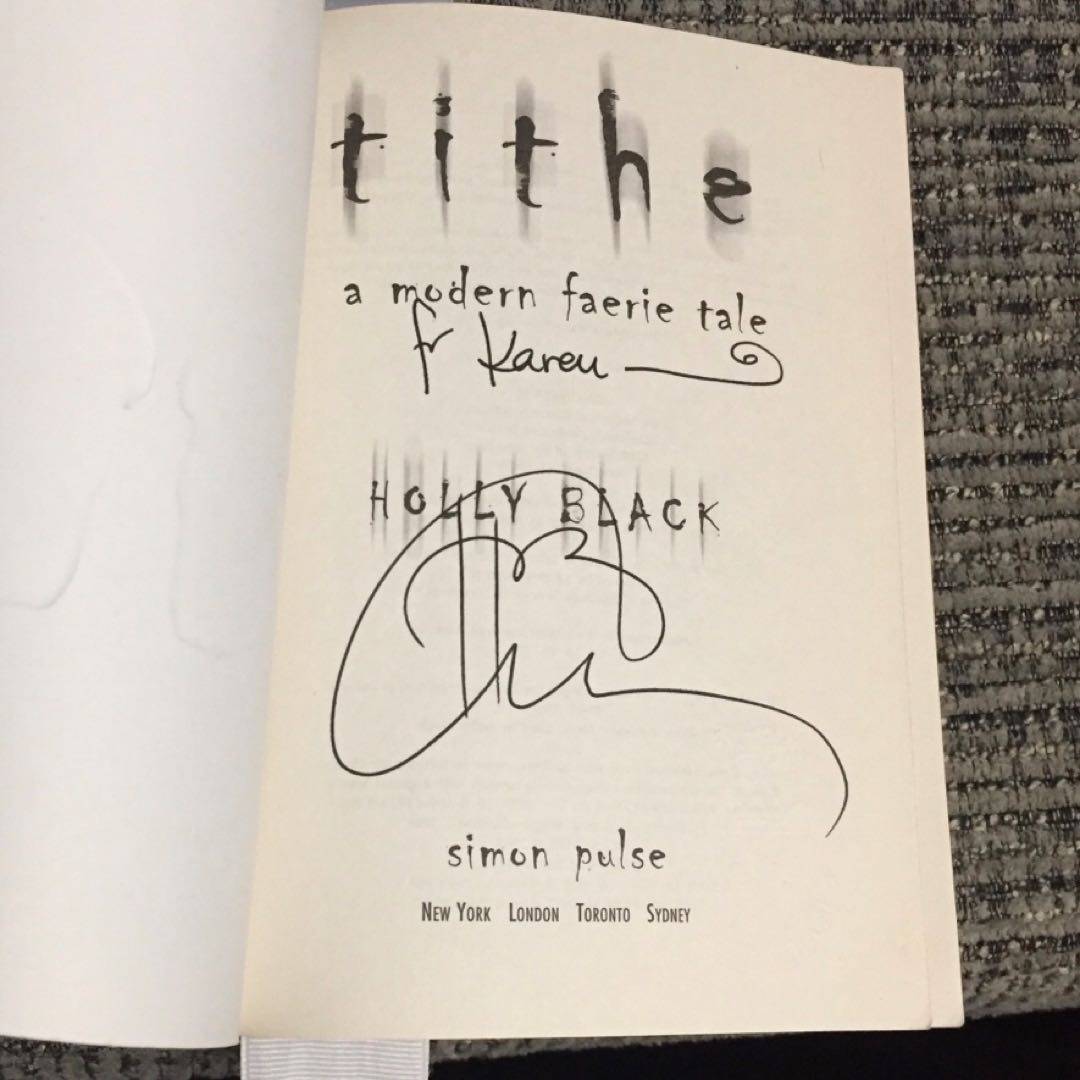 tithe
a modern faerie tale
fr Karen
HOLLY BLACK
simon pulse
NEW YORK LONDON TORONTO SYDNEY